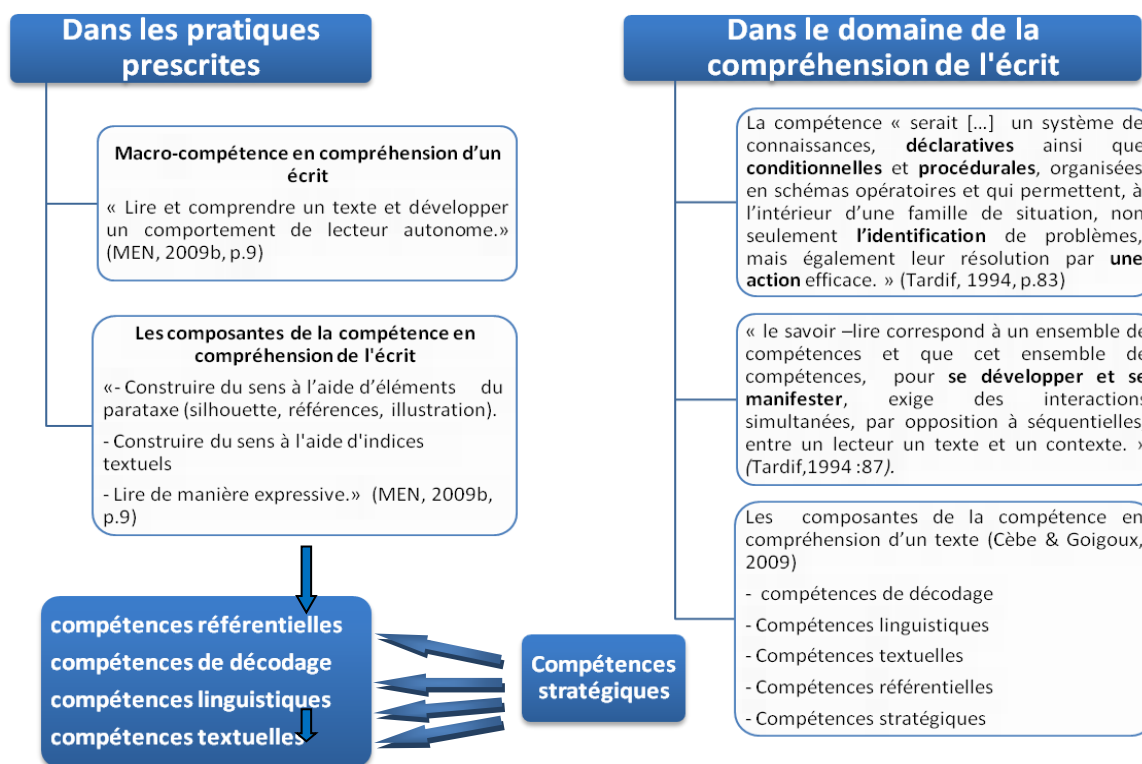 Dans les pratiques
prescrites
Macro-compétence en compréhension d'un
écrit
« Lire et comprendre un texte et développer
un comportement de lecteur autonome.»
(MEN, 2009b, p.9)
Les composantes de la compétence en
compréhension de l'écrit
«- Construire du sens à l'aide d'éléments du
parataxe (silhouette, références, illustration).
- Construire du sens à l'aide d'indices
textuels
- Lire de manière expressive.» (MEN, 2009b,
p.9)
compétences référentielles
compétences de décodage
compétences linguistiques
compétences textuelles
Compétences
stratégiques
Dans le domaine de la
compréhension de l'écrit
La compétence « serait [...] un système de
connaissances, déclaratives ainsi que
conditionnelles et procédurales, organisées
en schémas opératoires et qui permettent, à
l'intérieur d'une famille de situation, non
seulement l'identification de problèmes,
mais également leur résolution par une
action efficace. » (Tardif, 1994, p.83)
« le savoir –lire correspond à un ensemble de
compétences et que cet ensemble de
compétences, pour se développer et se
manifester, exige des interactions
simultanées, par opposition à séquentielles
entre un lecteur un texte et un contexte. »
(Tardif,1994 :87).
Les composantes de la compétence en
compréhension d'un texte (Cèbe & Goigoux,
2009)
- compétences de décodage
- Compétences linguistiques
- Compétences textuelles
- Compétences référentielles
- Compétences stratégiques